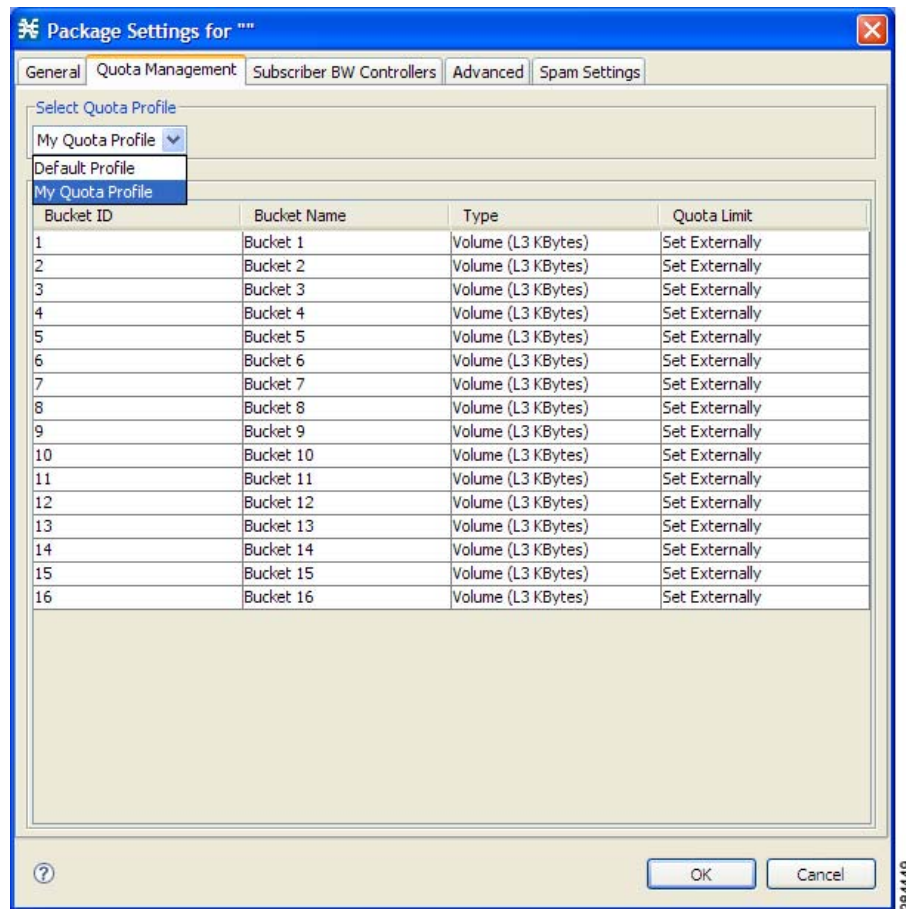 Package Settings for ""
General Quota Management Subscriber BW Controllers Advanced Spam Settings
Select Quota Profile
My Quota Profile
Default Profile
My Quota Profile
Bucket ID Bucket Name Type Quota Limit
1 Bucket 1 Volume (L3 KBytes) Set Externally
2 Bucket 2 Volume (L3 KBytes) Set Externally
3 Bucket 3 Volume (L3 KBytes) Set Externally
4 Bucket 4 Volume (L3 KBytes) Set Externally
5 Bucket 5 Volume (L3 KBytes) Set Externally
6 Bucket 6 Volume (L3 KBytes) Set Externally
7 Bucket 7 Volume (L3 KBytes) Set Externally
8 Bucket 8 Volume (L3 KBytes) Set Externally
9 Bucket 9 Volume (L3 KBytes) Set Externally
10 Bucket 10 Volume (L3 KBytes) Set Externally
11 Bucket 11 Volume (L3 KBytes) Set Externally
12 Bucket 12 Volume (L3 KBytes) Set Externally
13 Bucket 13 Volume (L3 KBytes) Set Externally
14 Bucket 14 Volume (L3 KBytes) Set Externally
15 Bucket 15 Volume (L3 KBytes) Set Externally
16 Bucket 16 Volume (L3 KBytes) Set Externally
?
OK Cancel